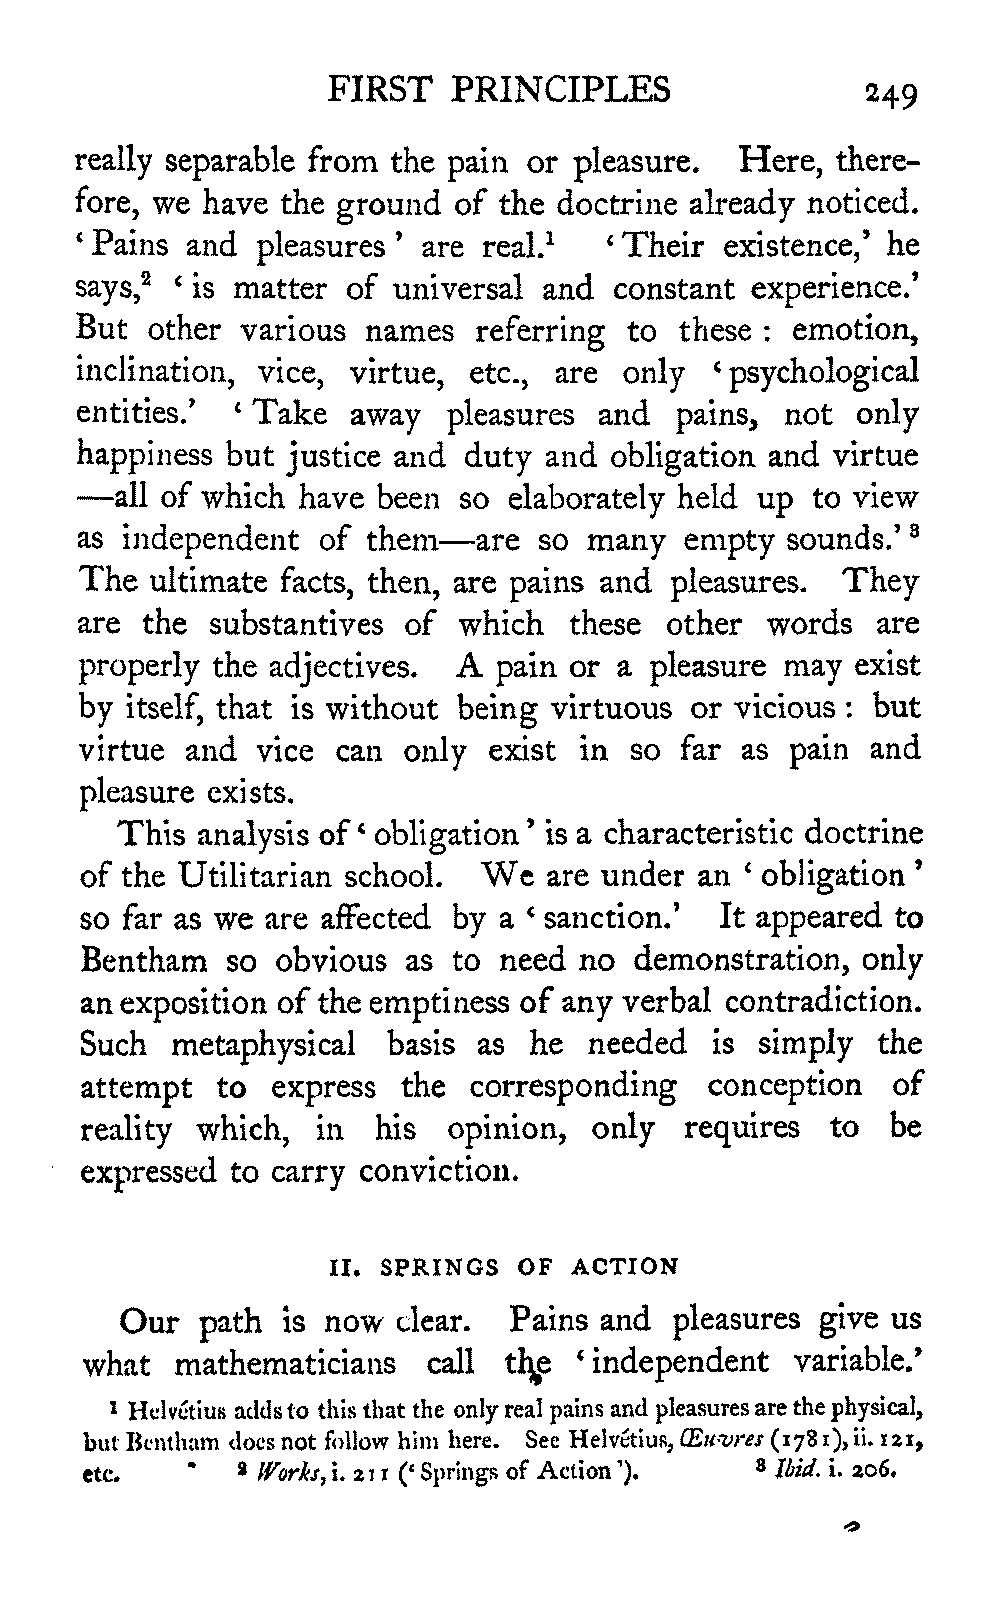 FIRST PRINCIPLES 249
really separable from the pain or pleasure. Here, there-
fore, we have the ground of the doctrine already noticed.
‘Pains and pleasures’ are real.¹ ‘Their existence,’ he
says,² ‘is matter of universal and constant experience.’
But other various names referring to these : emotion,
inclination, vice, virtue, etc., are only ‘psychological
entities.’ ‘Take away pleasures and pains, not only
happiness but justice and duty and obligation and virtue
—all of which have been so elaborately held up to view
as independent of them—are so many empty sounds.’ ³
The ultimate facts, then, are pains and pleasures. They
are the substantives of which these other words are
properly the adjectives. A pain or a pleasure may exist
by itself, that is without being virtuous or vicious : but
virtue and vice can only exist in so far as pain and
pleasure exists.
This analysis of ‘obligation’ is a characteristic doctrine
of the Utilitarian school. We are under an ‘obligation’
so far as we are affected by a ‘sanction.’ It appeared to
Bentham so obvious as to need no demonstration, only
an exposition of the emptiness of any verbal contradiction.
Such metaphysical basis as he needed is simply the
attempt to express the corresponding conception of
reality which, in his opinion, only requires to be
expressed to carry conviction.
II. SPRINGS OF ACTION
Our path is now clear. Pains and pleasures give us
what mathematicians call the ‘independent variable.’
¹ Helvétius adds to this that the only real pains and pleasures are the physical,
but Bentham does not follow him here. See Helvétius, Œuvres (1781), ii. 121,
etc. ² Works, i. 211 (‘Springs of Action’). ³ Ibid. i. 206.